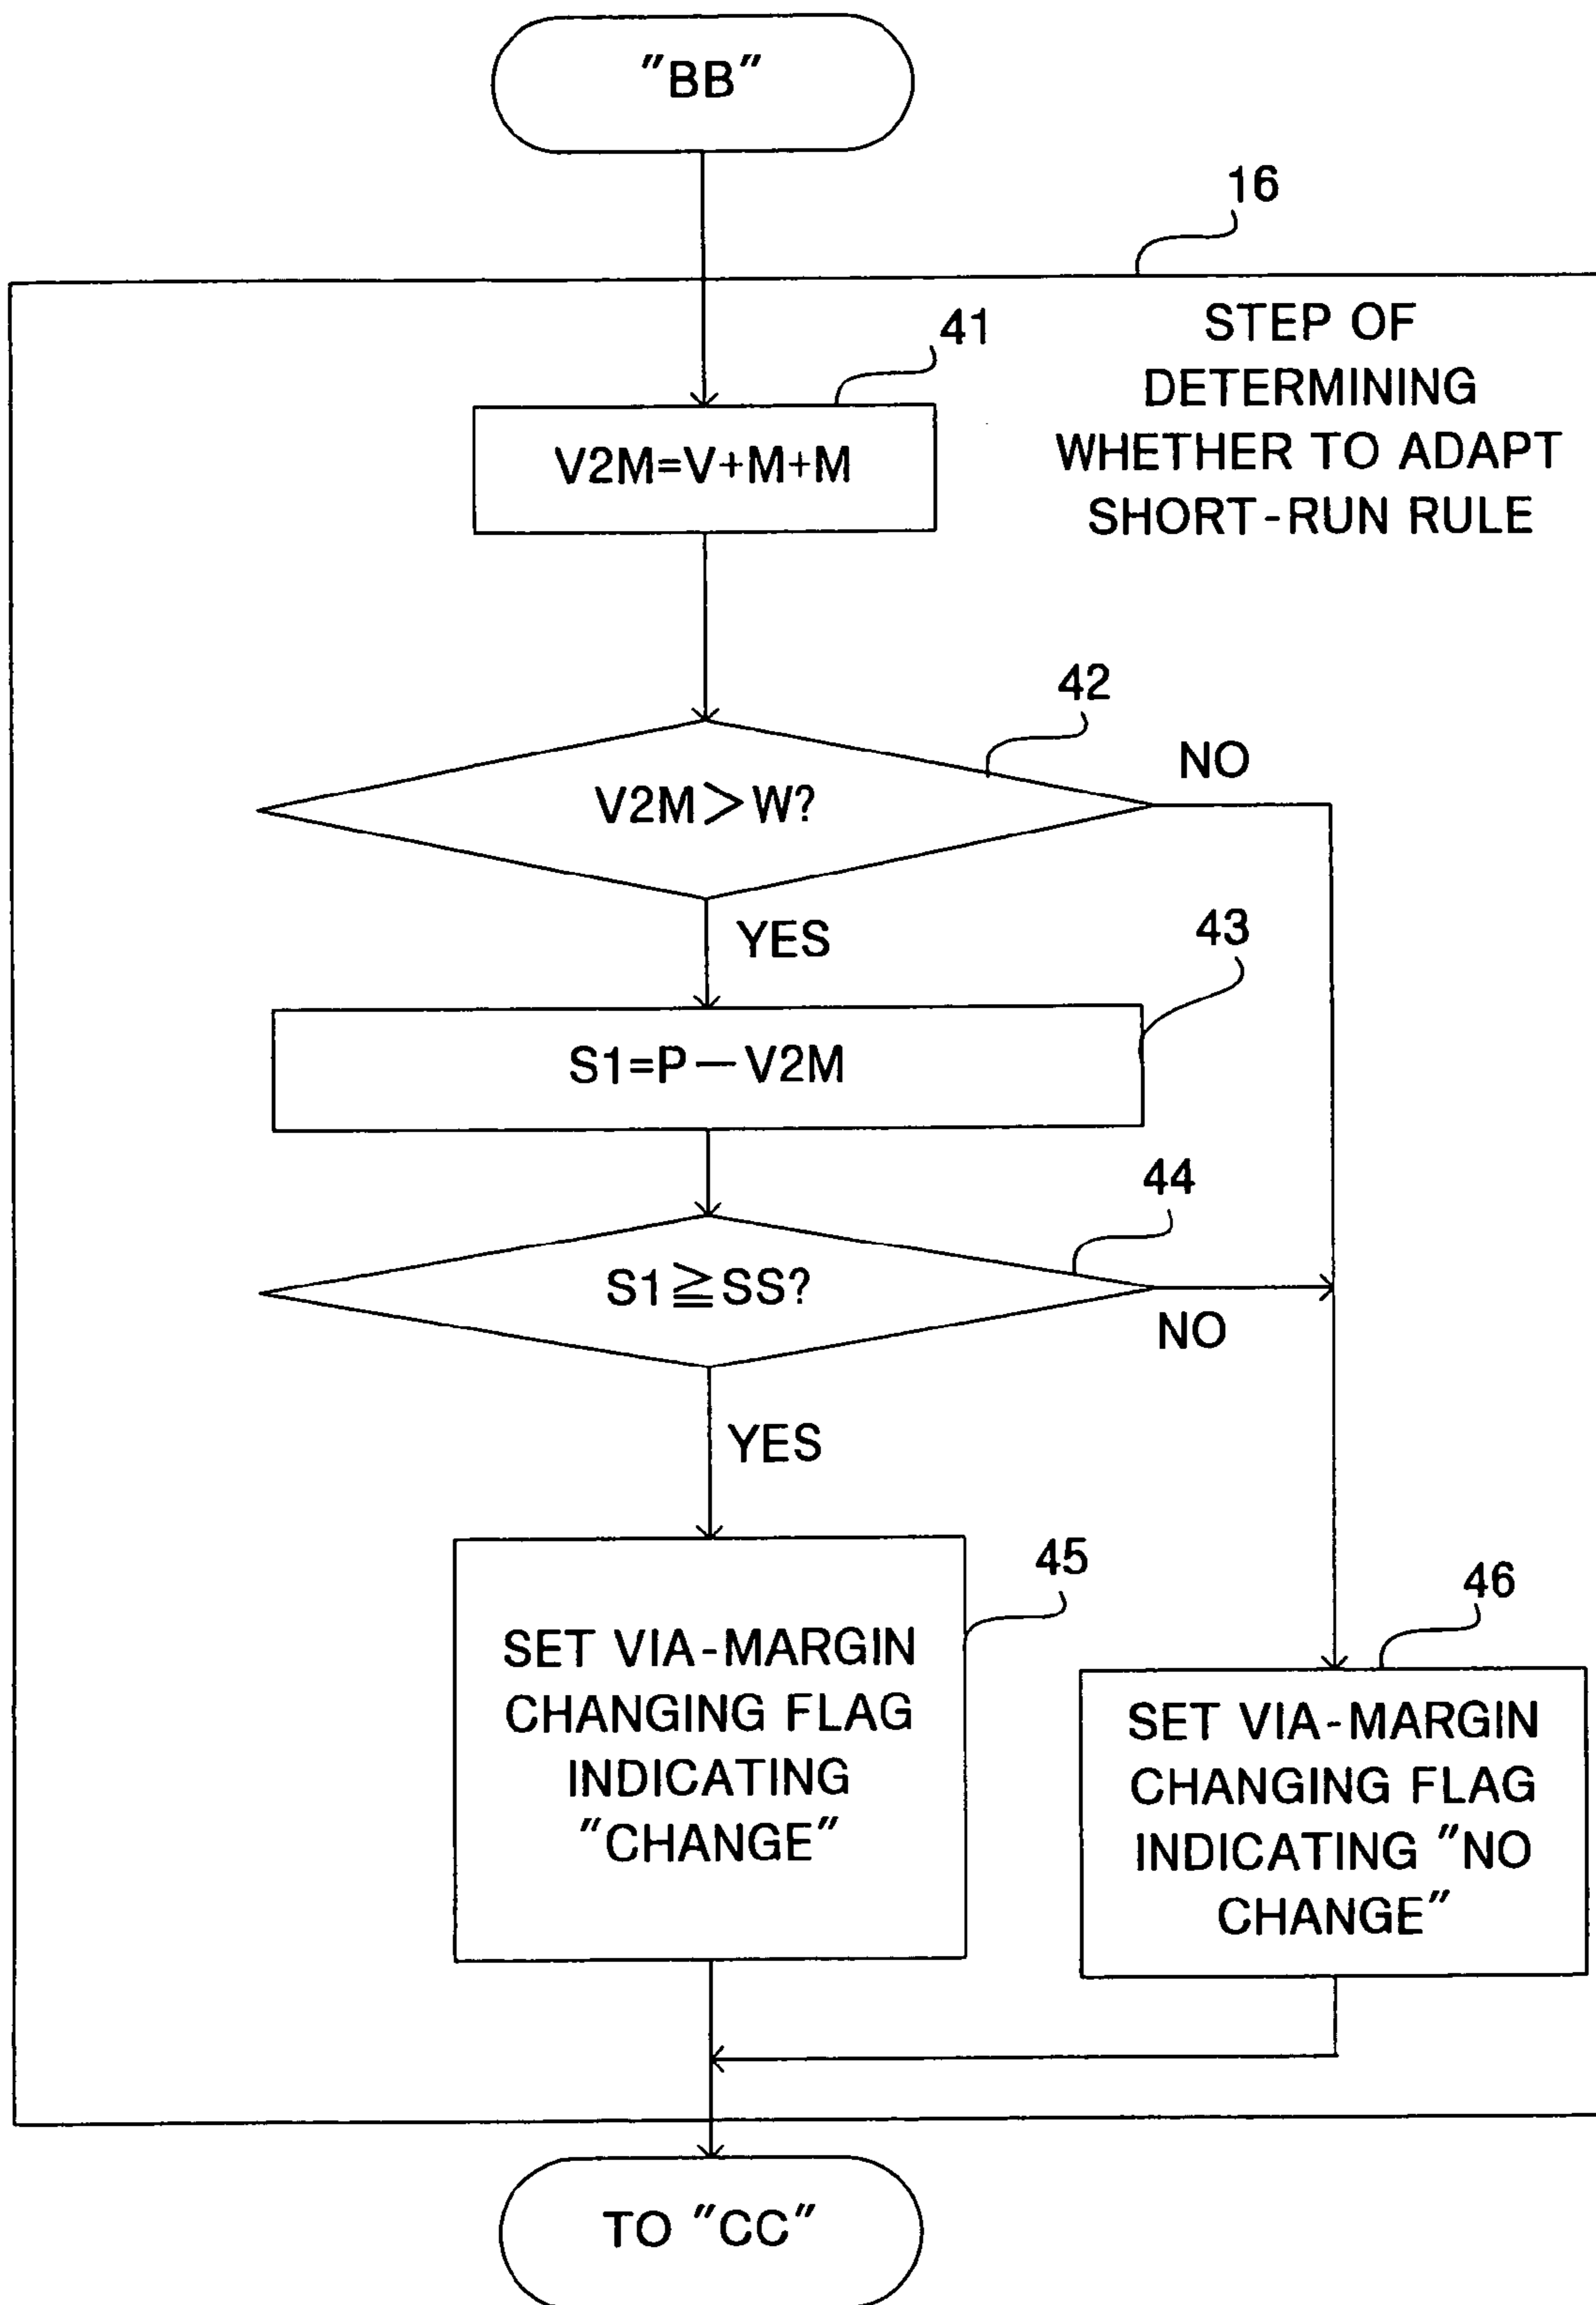 "BB"
16
STEP OF
DETERMINING
WHETHER TO ADAPT
SHORT-RUN RULE
41
V2M=V+M+M
42
V2M>W?
NO
YES
43
S1=P—V2M
44
S1≧SS?
NO
YES
45
SET VIA-MARGIN
CHANGING FLAG
INDICATING
"CHANGE"
46
SET VIA-MARGIN
CHANGING FLAG
INDICATING "NO
CHANGE"
TO "CC"